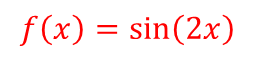 f(x) = sin(2x)